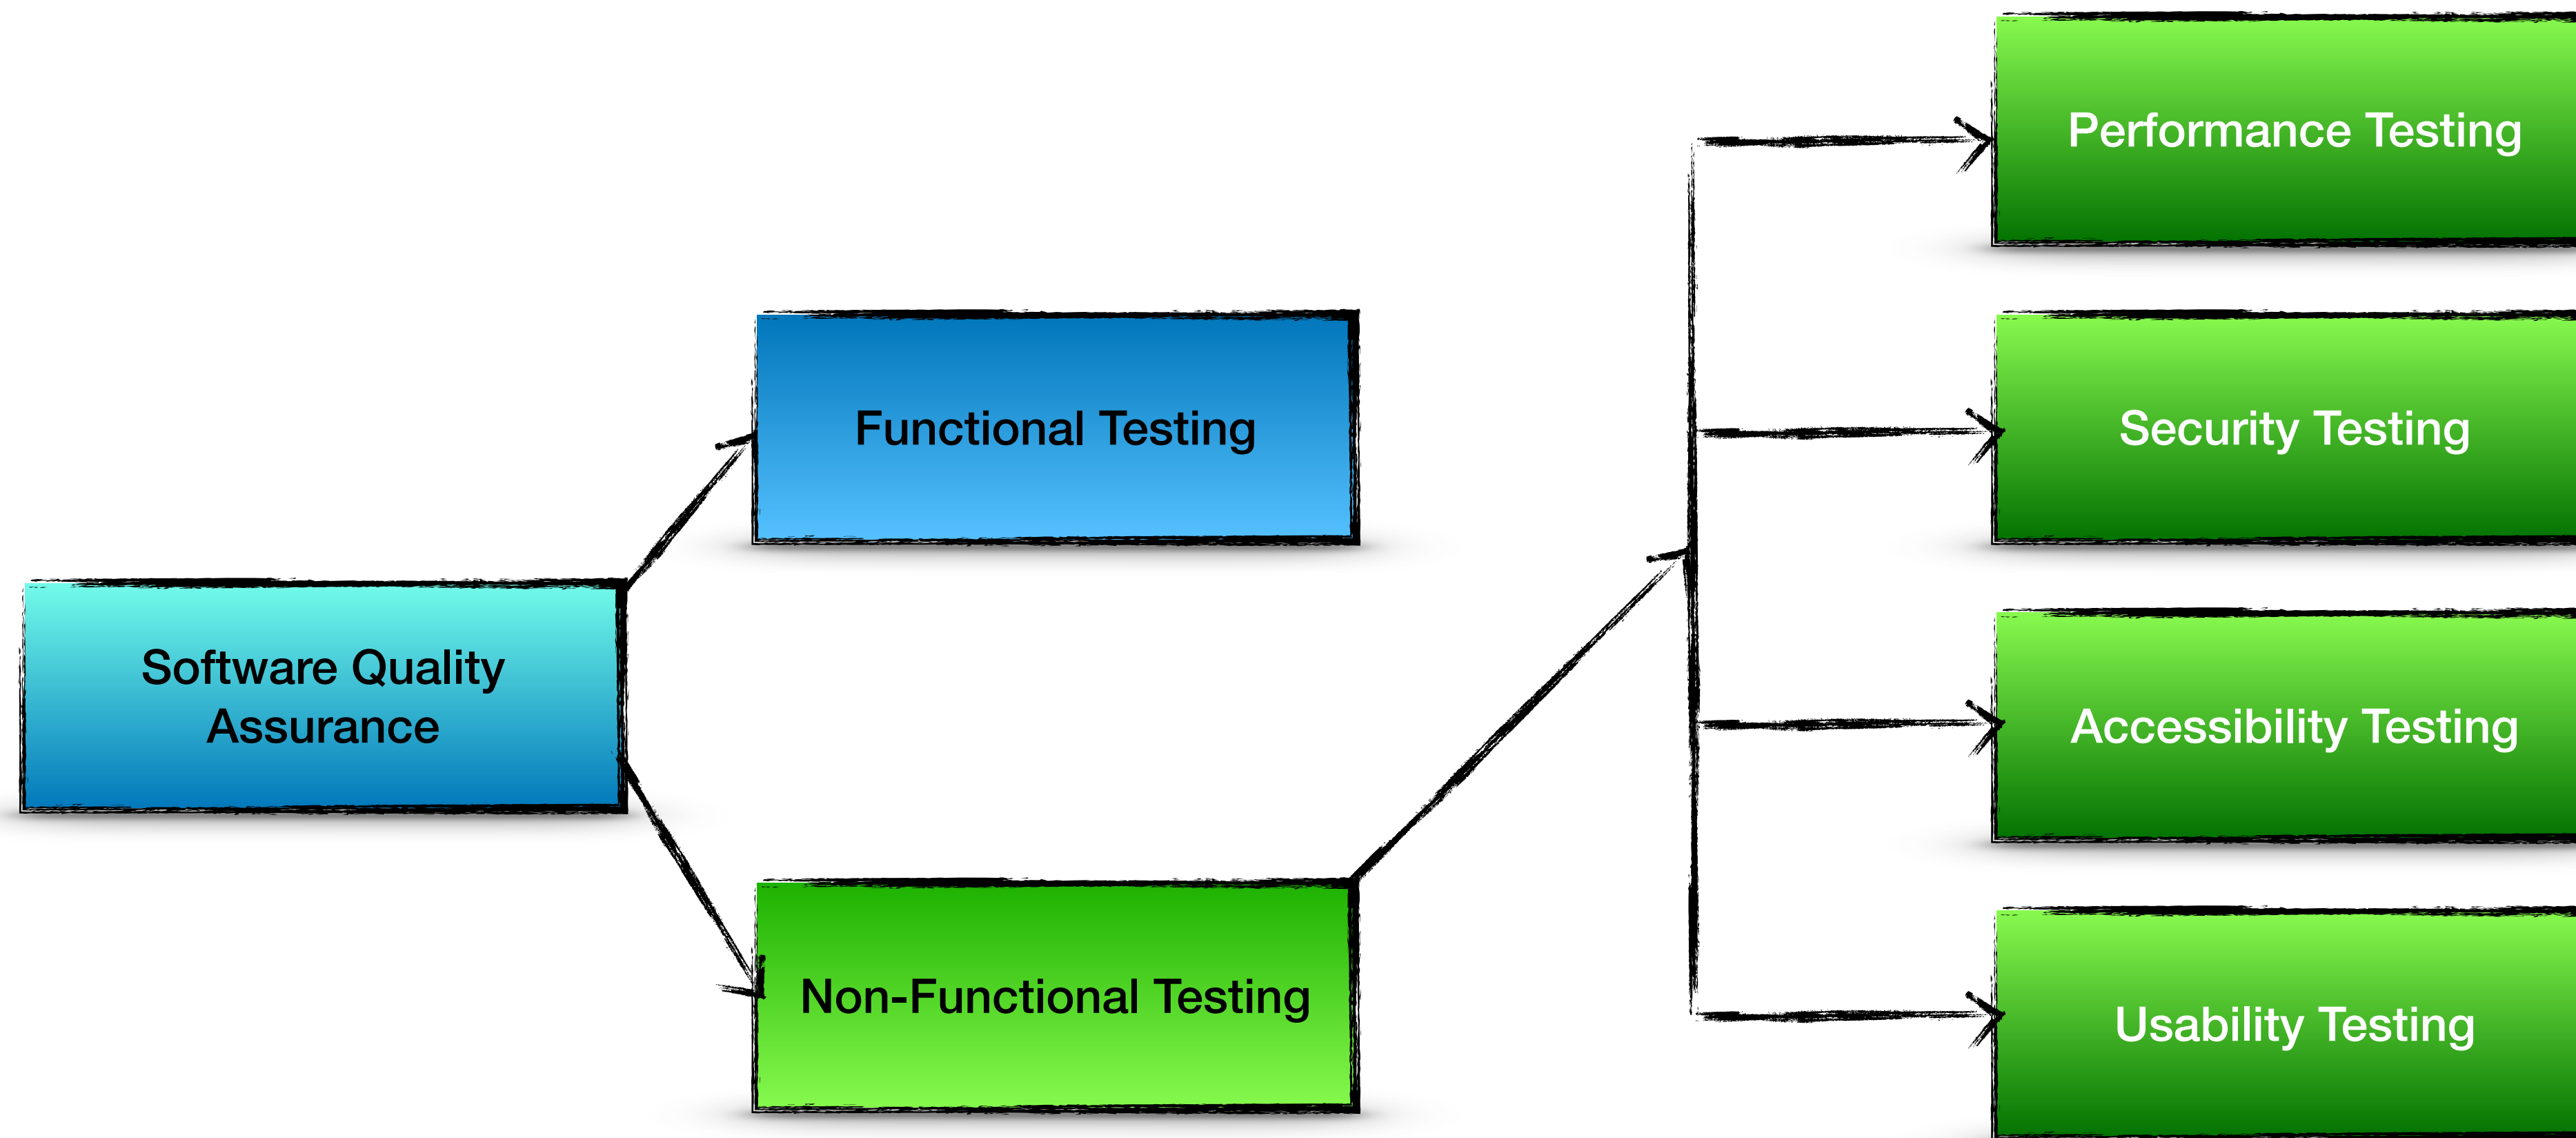 Software Quality
Assurance
Functional Testing
Non-Functional Testing
Performance Testing
Security Testing
Accessibility Testing
Usability Testing